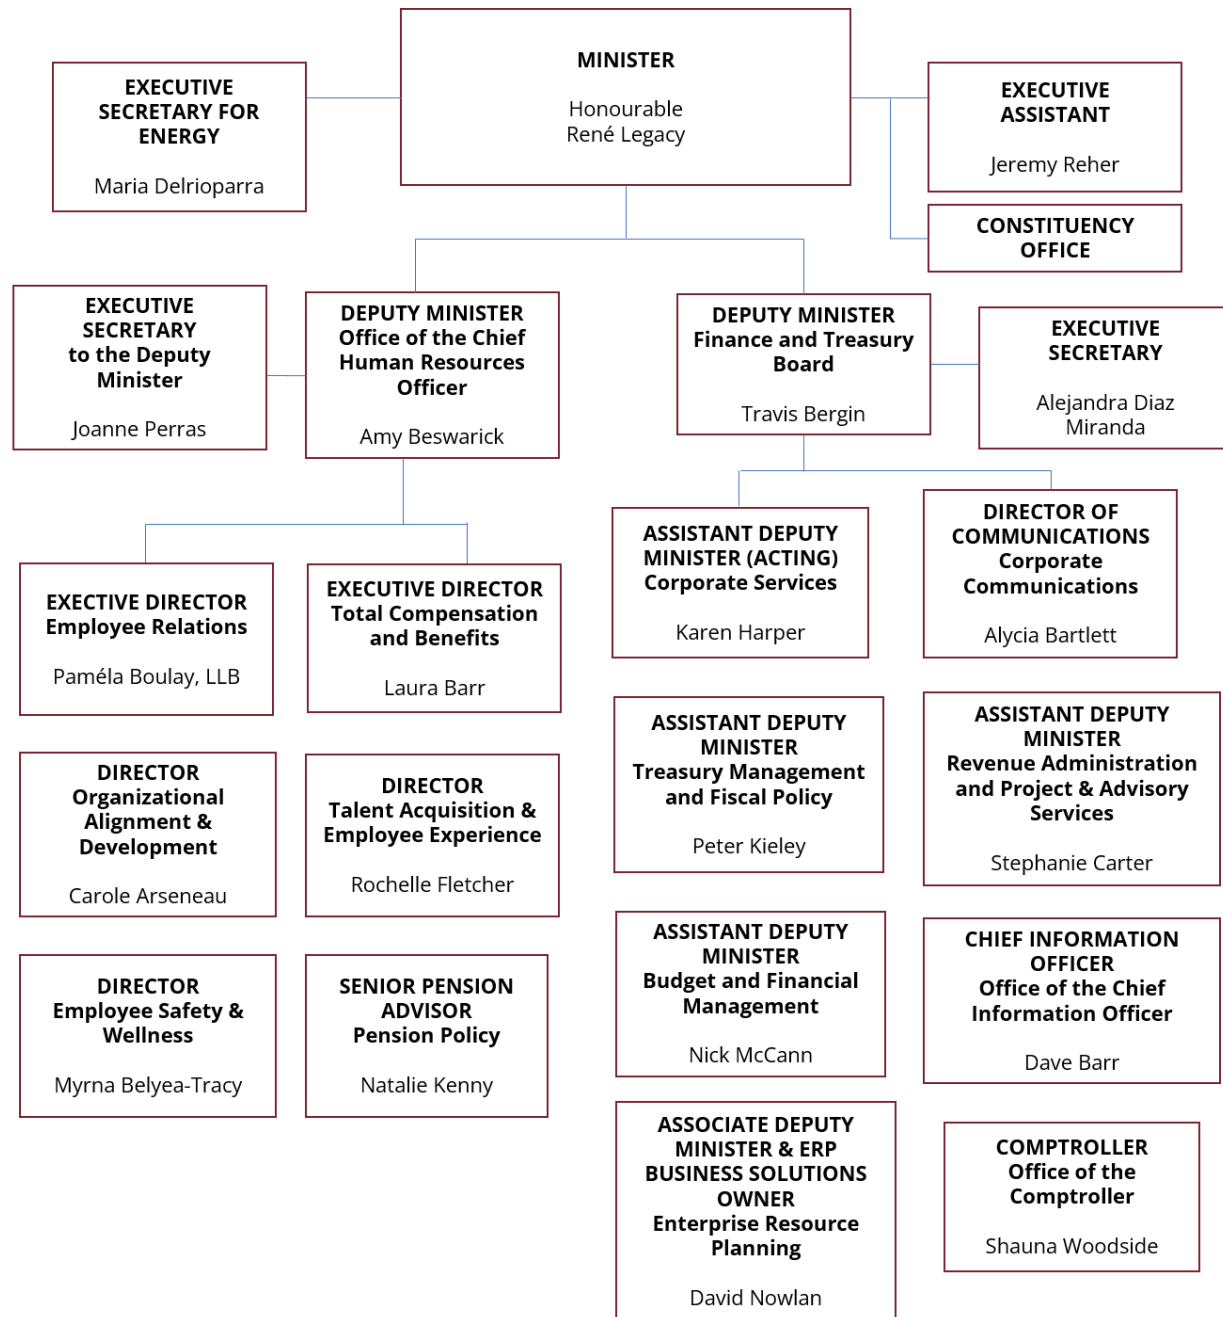 MINISTER
Honourable
René Legacy
EXECUTIVE
SECRETARY FOR
ENERGY
Maria Delrioparra
EXECUTIVE
ASSISTANT
Jeremy Reher
CONSTITUENCY
OFFICE
EXECUTIVE
SECRETARY
to the Deputy
Minister
Joanne Perras
DEPUTY MINISTER
Office of the Chief
Human Resources
Officer
Amy Beswarick
DEPUTY MINISTER
Finance and Treasury
Board
Travis Bergin
EXECUTIVE
SECRETARY
Alejandra Diaz
Miranda
EXECTIVE DIRECTOR
Employee Relations
Paméla Boulay, LLB
EXECUTIVE DIRECTOR
Total Compensation
and Benefits
Laura Barr
DIRECTOR
Organizational
Alignment &
Development
Carole Arseneau
DIRECTOR
Talent Acquisition &
Employee Experience
Rochelle Fletcher
DIRECTOR
Employee Safety &
Wellness
Myrna Belyea-Tracy
SENIOR PENSION
ADVISOR
Pension Policy
Natalie Kenny
ASSISTANT DEPUTY
MINISTER (ACTING)
Corporate Services
Karen Harper
DIRECTOR OF
COMMUNICATIONS
Corporate
Communications
Alycia Bartlett
ASSISTANT DEPUTY
MINISTER
Treasury Management
and Fiscal Policy
Peter Kieley
ASSISTANT DEPUTY
MINISTER
Revenue Administration
and Project & Advisory
Services
Stephanie Carter
ASSISTANT DEPUTY
MINISTER
Budget and Financial
Management
Nick McCann
CHIEF INFORMATION
OFFICER
Office of the Chief
Information Officer
Dave Barr
ASSOCIATE DEPUTY
MINISTER & ERP
BUSINESS SOLUTIONS
OWNER
Enterprise Resource
Planning
David Nowlan
COMPTROLLER
Office of the
Comptroller
Shauna Woodside